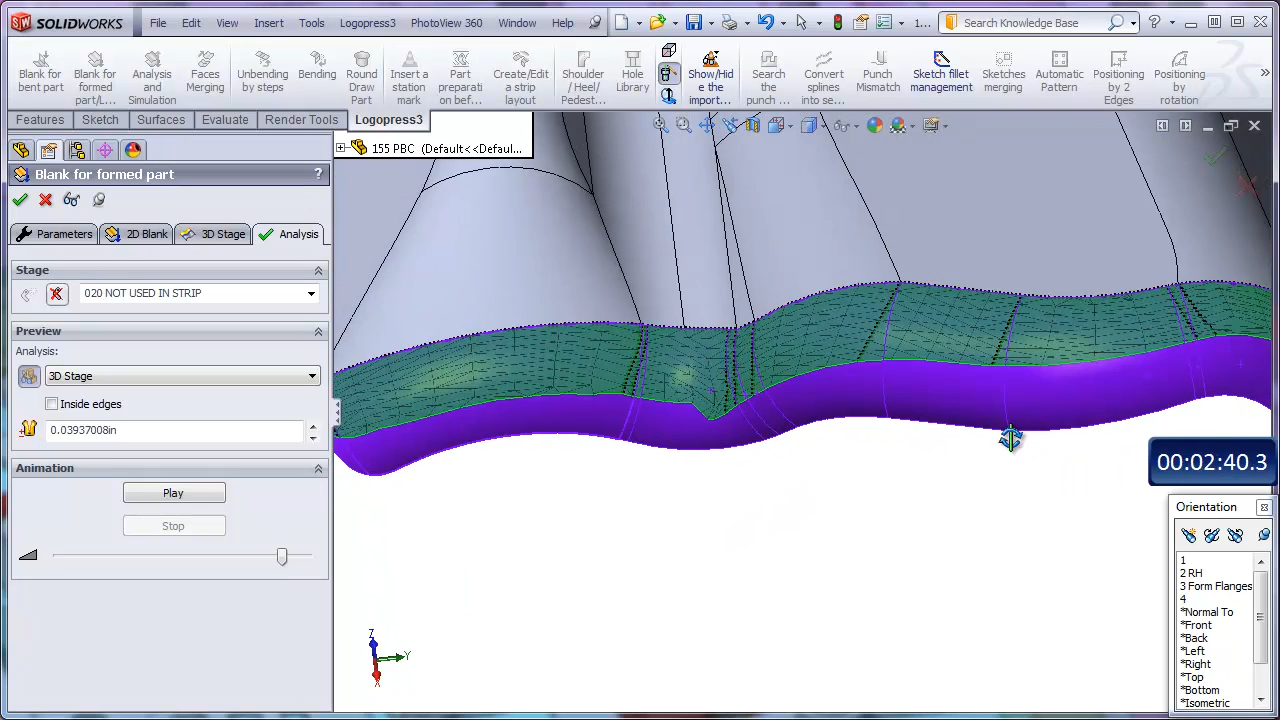 SOLIDWORKS File Edit View Insert Tools Logopress3 PhotoView 360 Window Help 1... Search Knowledge Base
Blank for bent part
Blank for formed part/L...
Analysis and Simulation
Faces Merging
Unbending by steps
Bending
Round Draw Part
Insert a station mark
Part preparati on bef...
Create/Edit a strip layout
Shoulder / Heel / Pedest...
Hole Library
Show/Hid e the import...
Search the punch ...
Convert splines into se...
Punch Mismatch
Sketch fillet management
Sketches merging
Automatic Pattern
Positioning by 2 Edges
Positioning by rotation
Features Sketch Surfaces Evaluate Render Tools Logopress3
155 PBC (Default<<Defaul...
Blank for formed part ?
Parameters 2D Blank 3D Stage Analysis
Stage
020 NOT USED IN STRIP
Preview
Analysis:
3D Stage
Inside edges
0.03937008in
Animation
Play
Stop
00:02:40.3
Orientation
1
2 RH
3 Form Flanges
4
*Normal To
*Front
*Back
*Left
*Right
*Top
*Bottom
*Isometric
Z
Y
X